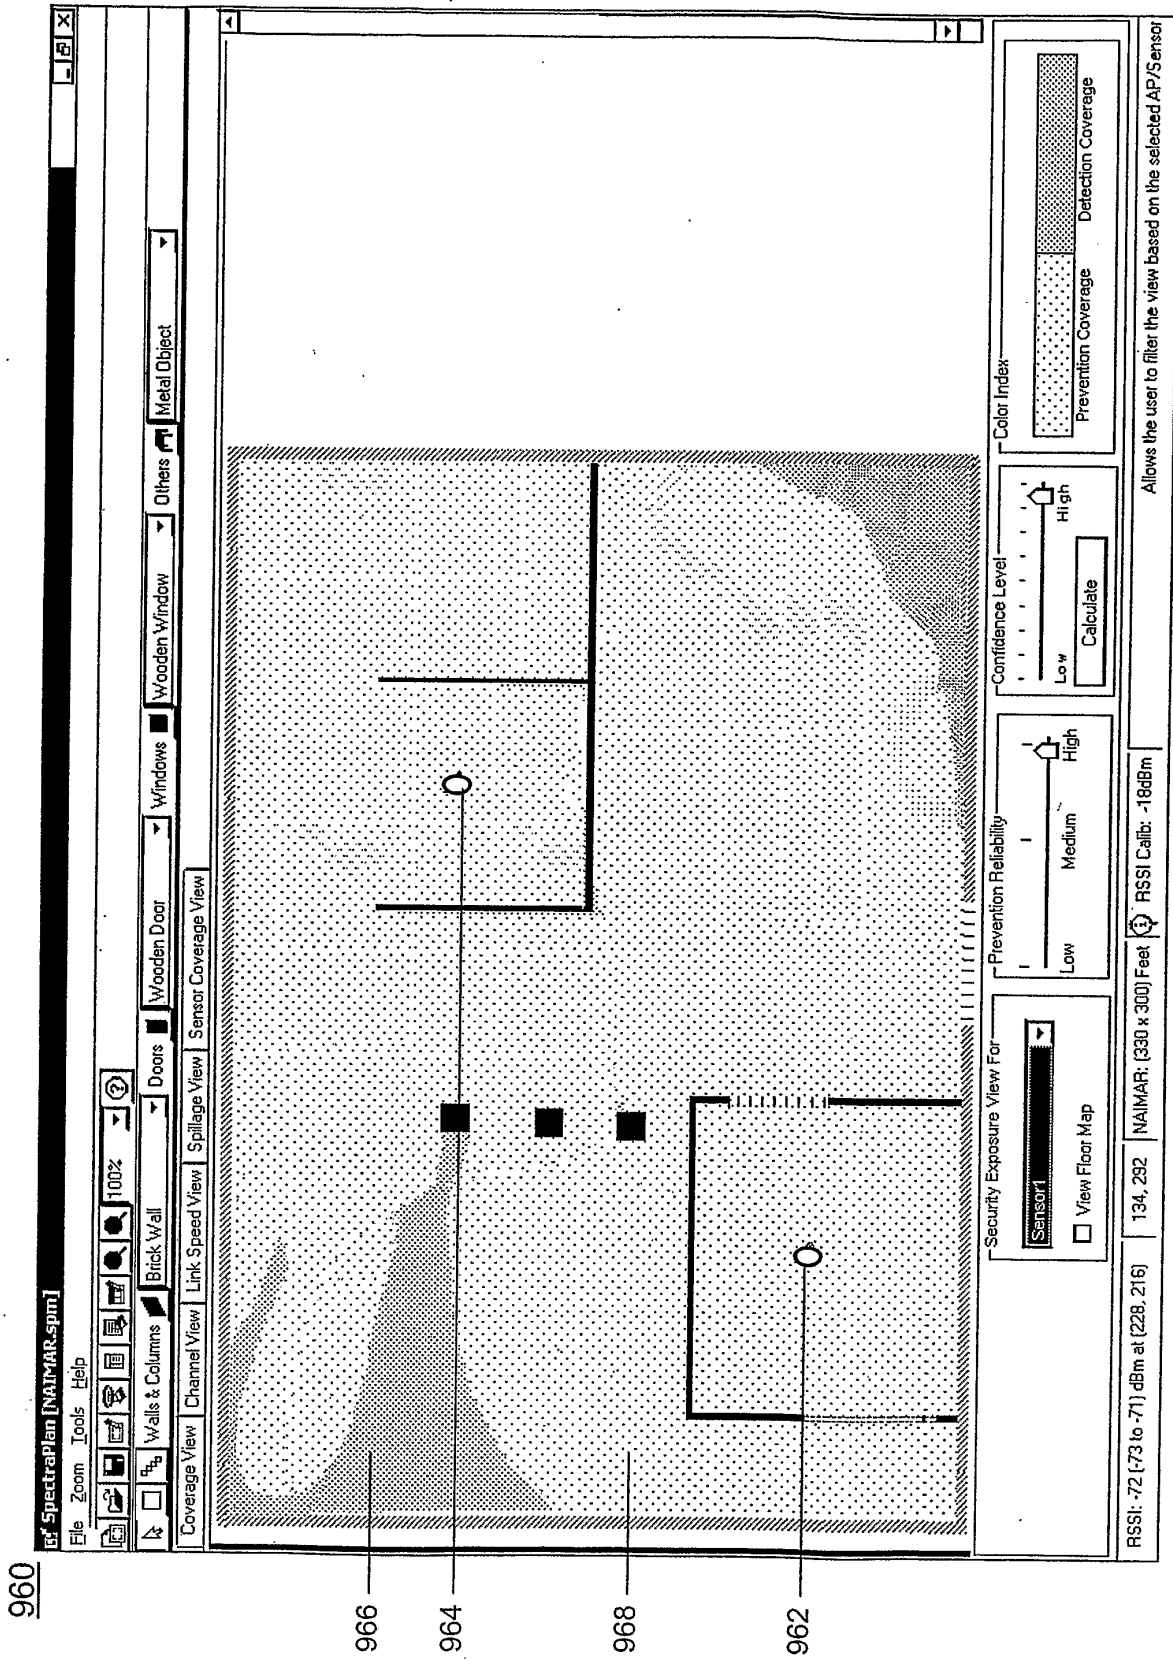 960
SpectraPlan [NAIMAR.spm]
File Zoom Tools Help
100%
Walls & Columns Brick Wall Doors Wooden Door Windows Wooden Window Others Metal Object
Coverage View Channel View Link Speed View Spillage View Sensor Coverage View
966
964
968
962
Security Exposure View For
Sensor1
View Floor Map
Prevention Reliability
Low Medium High
Confidence Level
Low High
Calculate
Color Index
Prevention Coverage Detection Coverage
RSSI: -72 [-73 to -71] dBm at [228, 216] 134, 292 NAIMAR: (330 x 300) Feet RSSI Calib: -18dBm Allows the user to filter the view based on the selected AP/Sensor